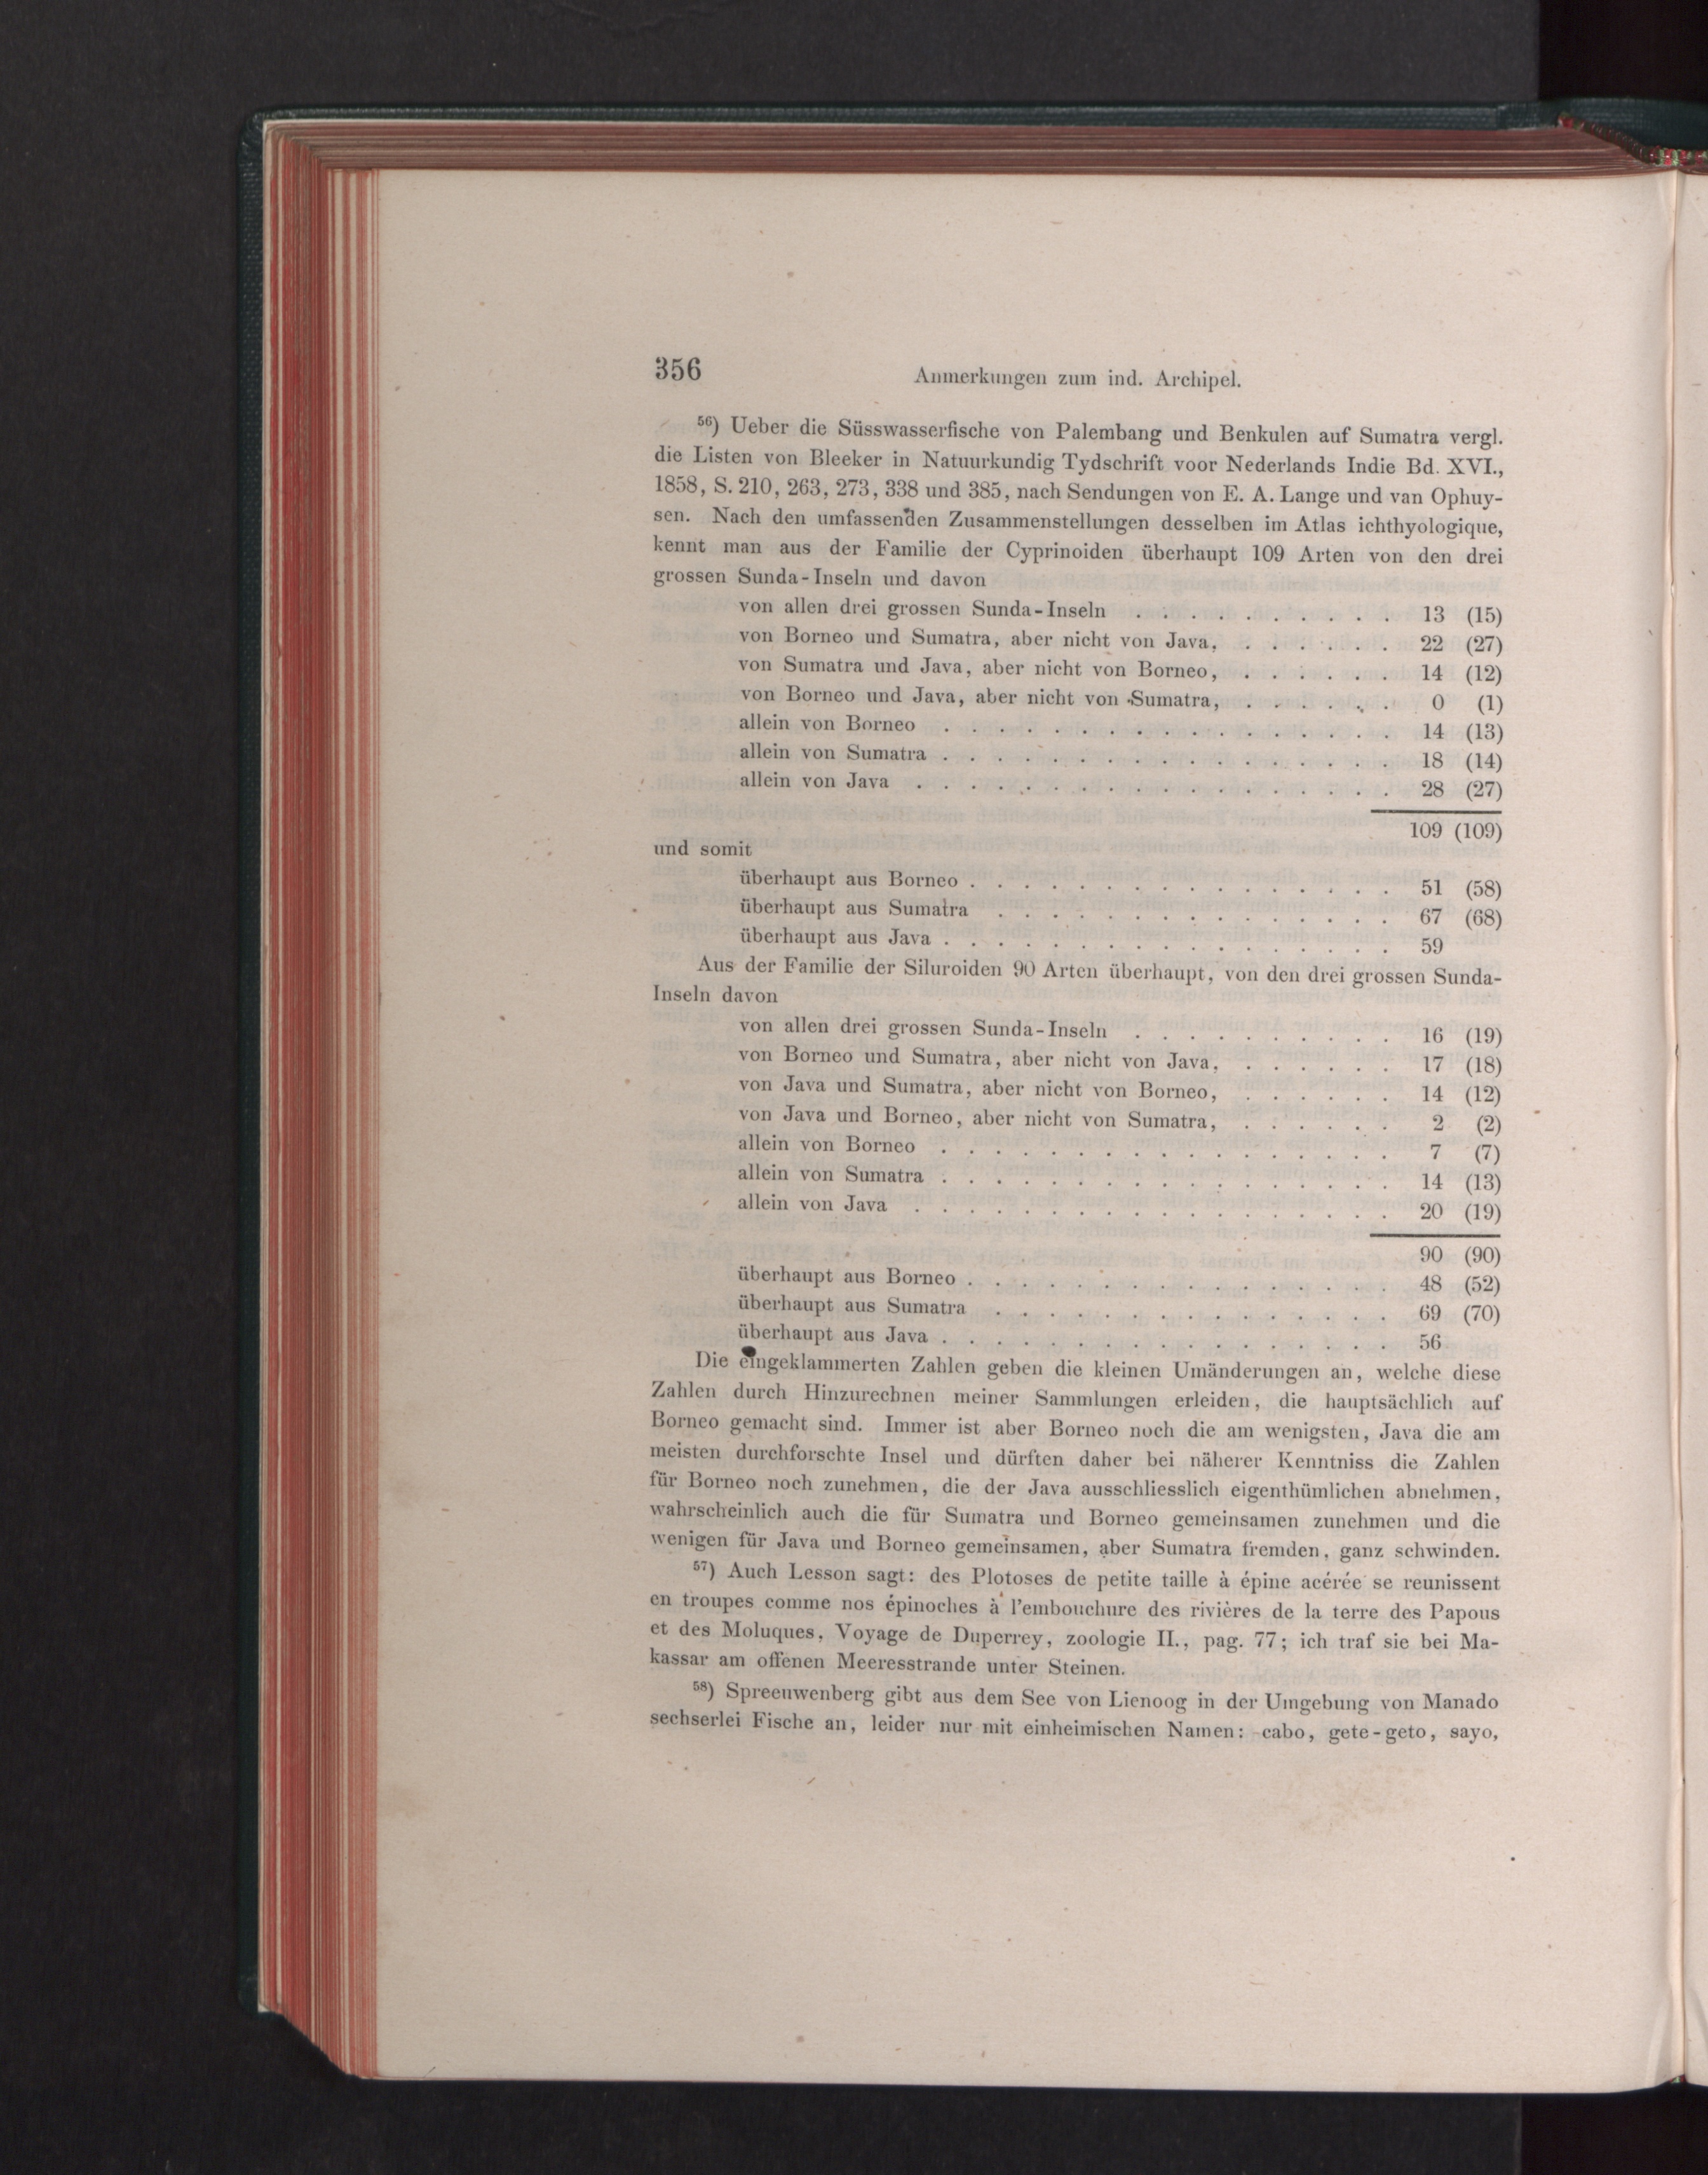 356 Anmerkungen zum ind. Archipel.
56) Ueber die Süsswasserfische von Palembang und Benkulen auf Sumatra vergl.
die Listen von Bleeker in Natuurkundig Tydschrift voor Nederlands Indie Bd. XVI.,
1858, S. 210, 263, 273, 338 und 385, nach Sendungen von E. A. Lange und van Ophuy-
sen. Nach den umfassenden Zusammenstellungen desselben im Atlas ichthyologique,
kennt man aus der Familie der Cyprinoiden überhaupt 109 Arten von den drei
grossen Sunda-Inseln und davon
von allen drei grossen Sunda-Inseln . . . . . . . . . . 13 (15)
von Borneo und Sumatra, aber nicht von Java, . . . . . . 22 (27)
von Sumatra und Java, aber nicht von Borneo, . . . . . . 14 (12)
von Borneo und Java, aber nicht von Sumatra, . . . . . . 0 (1)
allein von Borneo . . . . . . . . . . . . . . . . . 14 (13)
allein von Sumatra . . . . . . . . . . . . . . . . . 18 (14)
allein von Java . . . . . . . . . . . . . . . . . . 28 (27)
109 (109)
und somit
überhaupt aus Borneo . . . . . . . . . . . . . . . . 51 (58)
überhaupt aus Sumatra . . . . . . . . . . . . . . . 67 (68)
überhaupt aus Java . . . . . . . . . . . . . . . . . 59
Aus der Familie der Siluroiden 90 Arten überhaupt, von den drei grossen Sunda-
Inseln davon
von allen drei grossen Sunda-Inseln . . . . . . . . . . 16 (19)
von Borneo und Sumatra, aber nicht von Java, . . . . . . 17 (18)
von Java und Sumatra, aber nicht von Borneo, . . . . . . 14 (12)
von Java und Borneo, aber nicht von Sumatra, . . . . . . 2 (2)
allein von Borneo . . . . . . . . . . . . . . . . . 7 (7)
allein von Sumatra . . . . . . . . . . . . . . . . . 14 (13)
allein von Java . . . . . . . . . . . . . . . . . . 20 (19)
90 (90)
überhaupt aus Borneo . . . . . . . . . . . . . . . . 48 (52)
überhaupt aus Sumatra . . . . . . . . . . . . . . . 69 (70)
überhaupt aus Java . . . . . . . . . . . . . . . . . 56
Die eingeklammerten Zahlen geben die kleinen Umänderungen an, welche diese
Zahlen durch Hinzurechnen meiner Sammlungen erleiden, die hauptsächlich auf
Borneo gemacht sind. Immer ist aber Borneo noch die am wenigsten, Java die am
meisten durchforschte Insel und dürften daher bei näherer Kenntniss die Zahlen
für Borneo noch zunehmen, die der Java ausschliesslich eigenthümlichen abnehmen,
wahrscheinlich auch die für Sumatra und Borneo gemeinsamen zunehmen und die
wenigen für Java und Borneo gemeinsamen, aber Sumatra fremden, ganz schwinden.
57) Auch Lesson sagt: des Plotoses de petite taille à épine acérée se reunissent
en troupes comme nos épinoches à l'embouchure des rivières de la terre des Papous
et des Moluques, Voyage de Duperrey, zoologie II., pag. 77; ich traf sie bei Ma-
kassar am offenen Meeresstrande unter Steinen.
58) Spreeuwenberg gibt aus dem See von Lienoog in der Umgebung von Manado
sechserlei Fische an, leider nur mit einheimischen Namen: cabo, gete-geto, sayo,